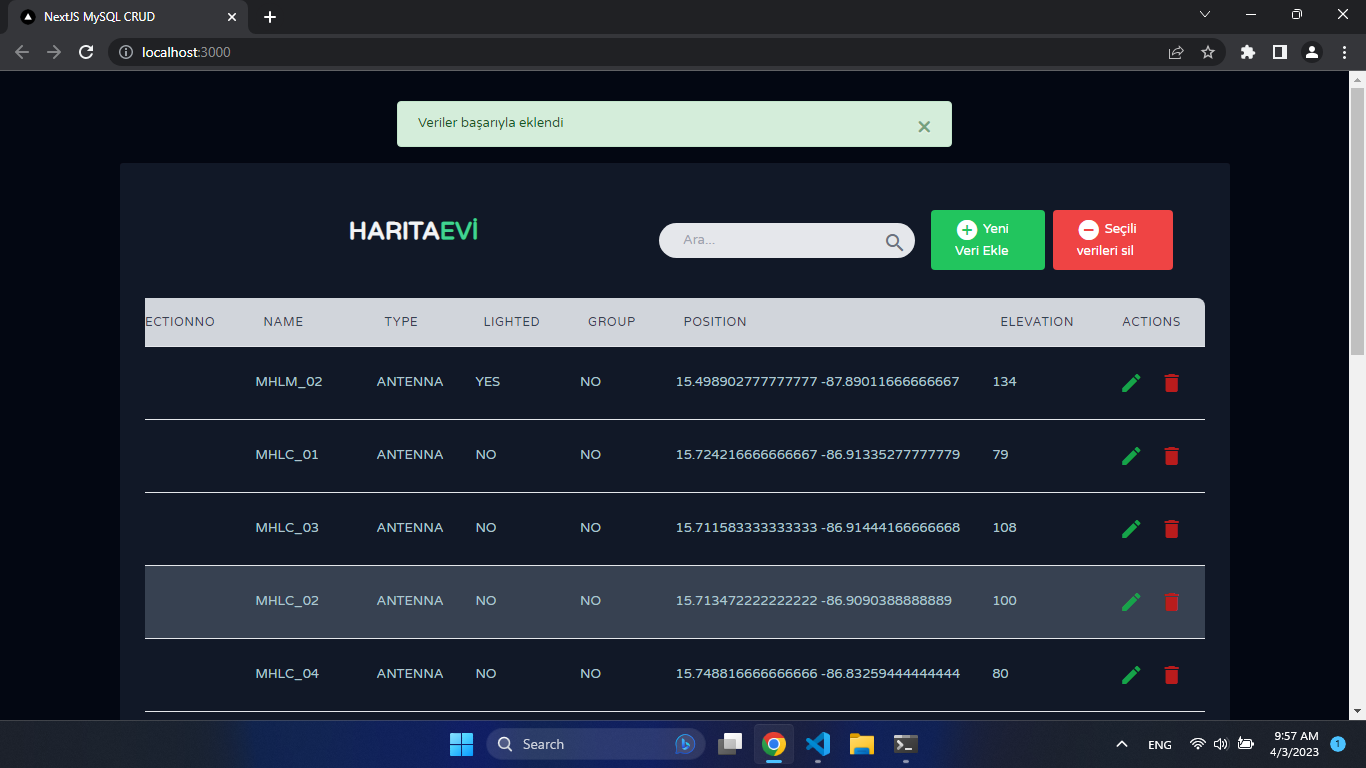 NextJS MySQL CRUD
localhost:3000
Veriler başarıyla eklendi
HARITAEVİ
Ara...
Yeni
Veri Ekle
Seçili
verileri sil
ECTIONNO NAME TYPE LIGHTED GROUP POSITION ELEVATION ACTIONS
MHLM_02 ANTENNA YES NO 15.498902777777777 -87.89011666666667 134
MHLC_01 ANTENNA NO NO 15.724216666666667 -86.91335277777779 79
MHLC_03 ANTENNA NO NO 15.711583333333333 -86.91444166666668 108
MHLC_02 ANTENNA NO NO 15.713472222222222 -86.9090388888889 100
MHLC_04 ANTENNA NO NO 15.748816666666666 -86.83259444444444 80
Search
ENG
9:57 AM
4/3/2023
1